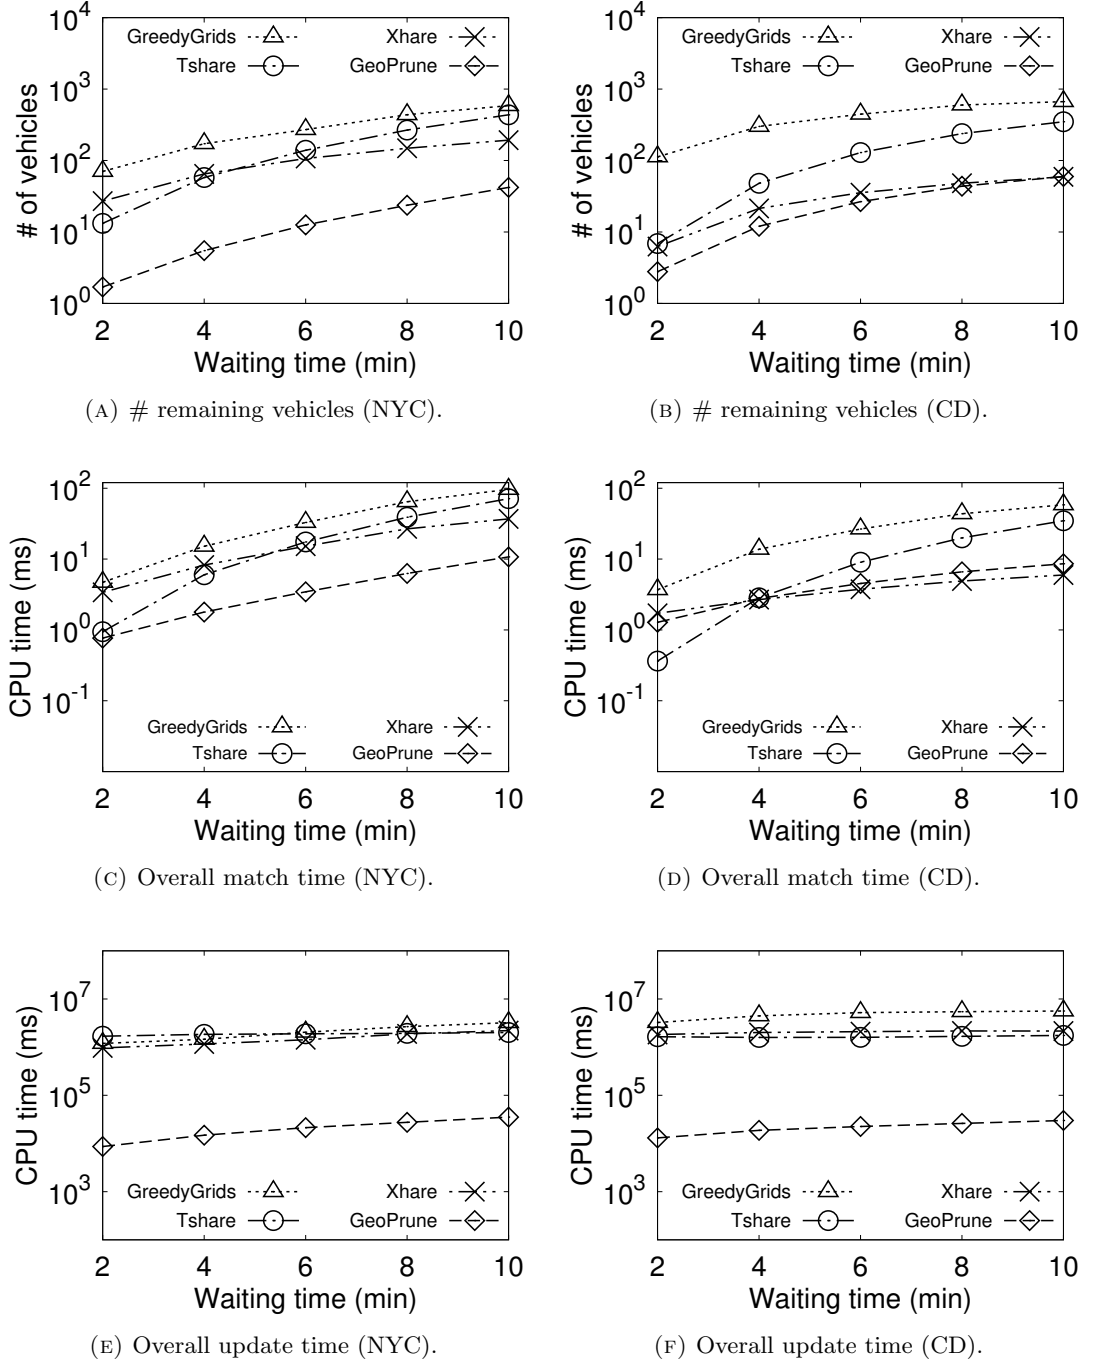 10^4
10^3
10^2
10^1
10^0
# of vehicles
GreedyGrids
Tshare
Xhare
GeoPrune
2 4 6 8 10
Waiting time (min)
(A) # remaining vehicles (NYC).
10^4
10^3
10^2
10^1
10^0
# of vehicles
GreedyGrids
Tshare
Xhare
GeoPrune
2 4 6 8 10
Waiting time (min)
(B) # remaining vehicles (CD).
10^2
10^1
10^0
10^-1
CPU time (ms)
GreedyGrids
Tshare
Xhare
GeoPrune
2 4 6 8 10
Waiting time (min)
(C) Overall match time (NYC).
10^2
10^1
10^0
10^-1
CPU time (ms)
GreedyGrids
Tshare
Xhare
GeoPrune
2 4 6 8 10
Waiting time (min)
(D) Overall match time (CD).
10^7
10^5
10^3
CPU time (ms)
GreedyGrids
Tshare
Xhare
GeoPrune
2 4 6 8 10
Waiting time (min)
(E) Overall update time (NYC).
10^7
10^5
10^3
CPU time (ms)
GreedyGrids
Tshare
Xhare
GeoPrune
2 4 6 8 10
Waiting time (min)
(F) Overall update time (CD).